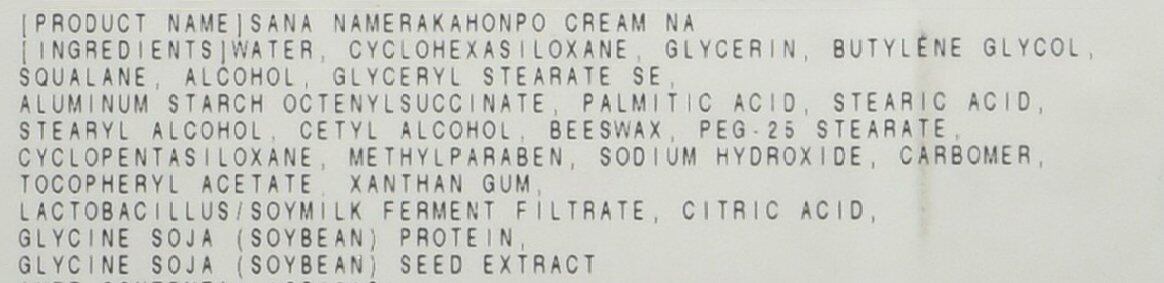 [PRODUCT NAME]SANA NAMERAKAHONPO CREAM NA
[INGREDIENTS]WATER, CYCLOHEXASILOXANE, GLYCERIN, BUTYLENE GLYCOL,
SQUALANE, ALCOHOL, GLYCERYL STEARATE SE,
ALUMINUM STARCH OCTENYLSUCCINATE, PALMITIC ACID, STEARIC ACID,
STEARYL ALCOHOL, CETYL ALCOHOL, BEESWAX, PEG-25 STEARATE,
CYCLOPENTASILOXANE, METHYLPARABEN, SODIUM HYDROXIDE, CARBOMER,
TOCOPHERYL ACETATE, XANTHAN GUM,
LACTOBACILLUS/SOYMILK FERMENT FILTRATE, CITRIC ACID,
GLYCINE SOJA (SOYBEAN) PROTEIN,
GLYCINE SOJA (SOYBEAN) SEED EXTRACT